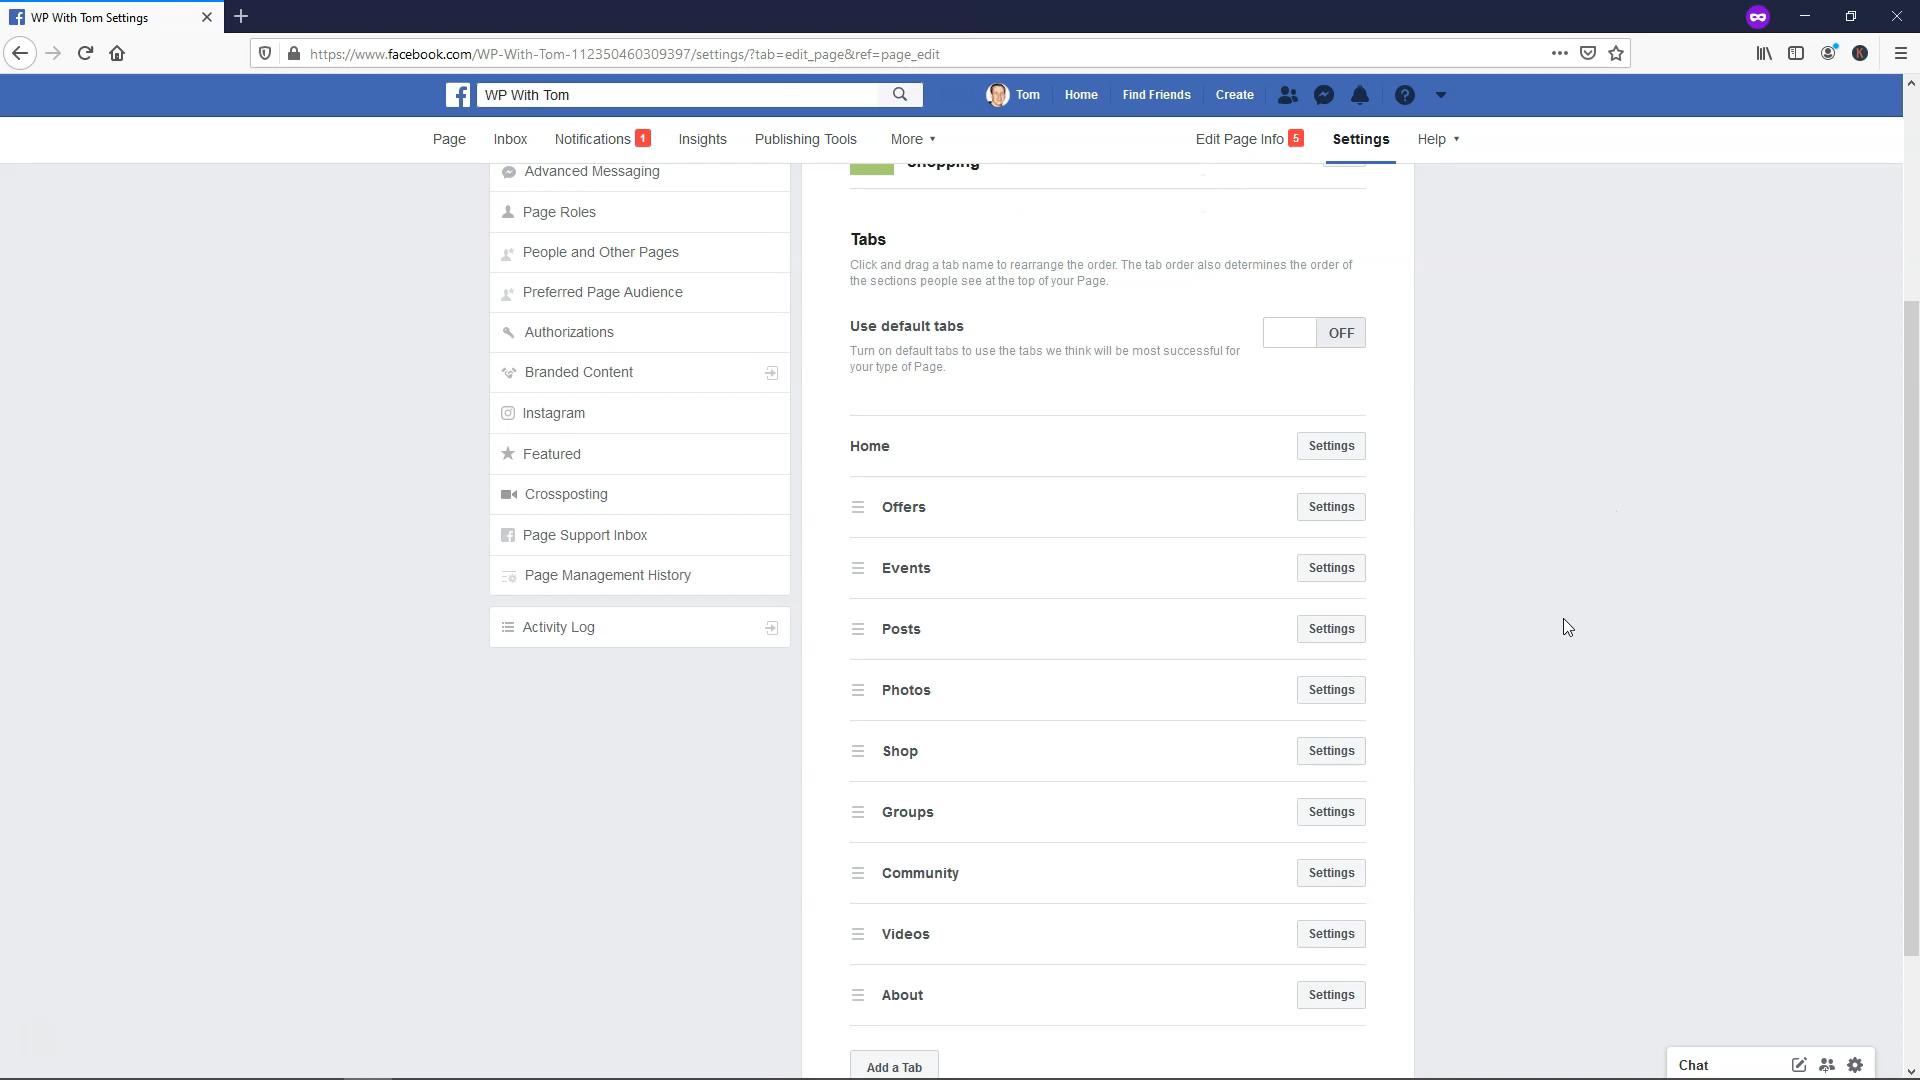 WP With Tom Settings
https://www.facebook.com/WP-With-Tom-112350460309397/settings/?tab=edit_page&ref=page_edit
WP With Tom
Tom
Home
Find Friends
Create
Page
Inbox
Notifications 1
Insights
Publishing Tools
More
Edit Page Info 5
Settings
Help
Advanced Messaging
Page Roles
People and Other Pages
Preferred Page Audience
Authorizations
Branded Content
Instagram
Featured
Crossposting
Page Support Inbox
Page Management History
Activity Log
Shopping
Tabs
Click and drag a tab name to rearrange the order. The tab order also determines the order of
the sections people see at the top of your Page.
Use default tabs
OFF
Turn on default tabs to use the tabs we think will be most successful for
your type of Page.
Home Settings
Offers Settings
Events Settings
Posts Settings
Photos Settings
Shop Settings
Groups Settings
Community Settings
Videos Settings
About Settings
Add a Tab
Chat